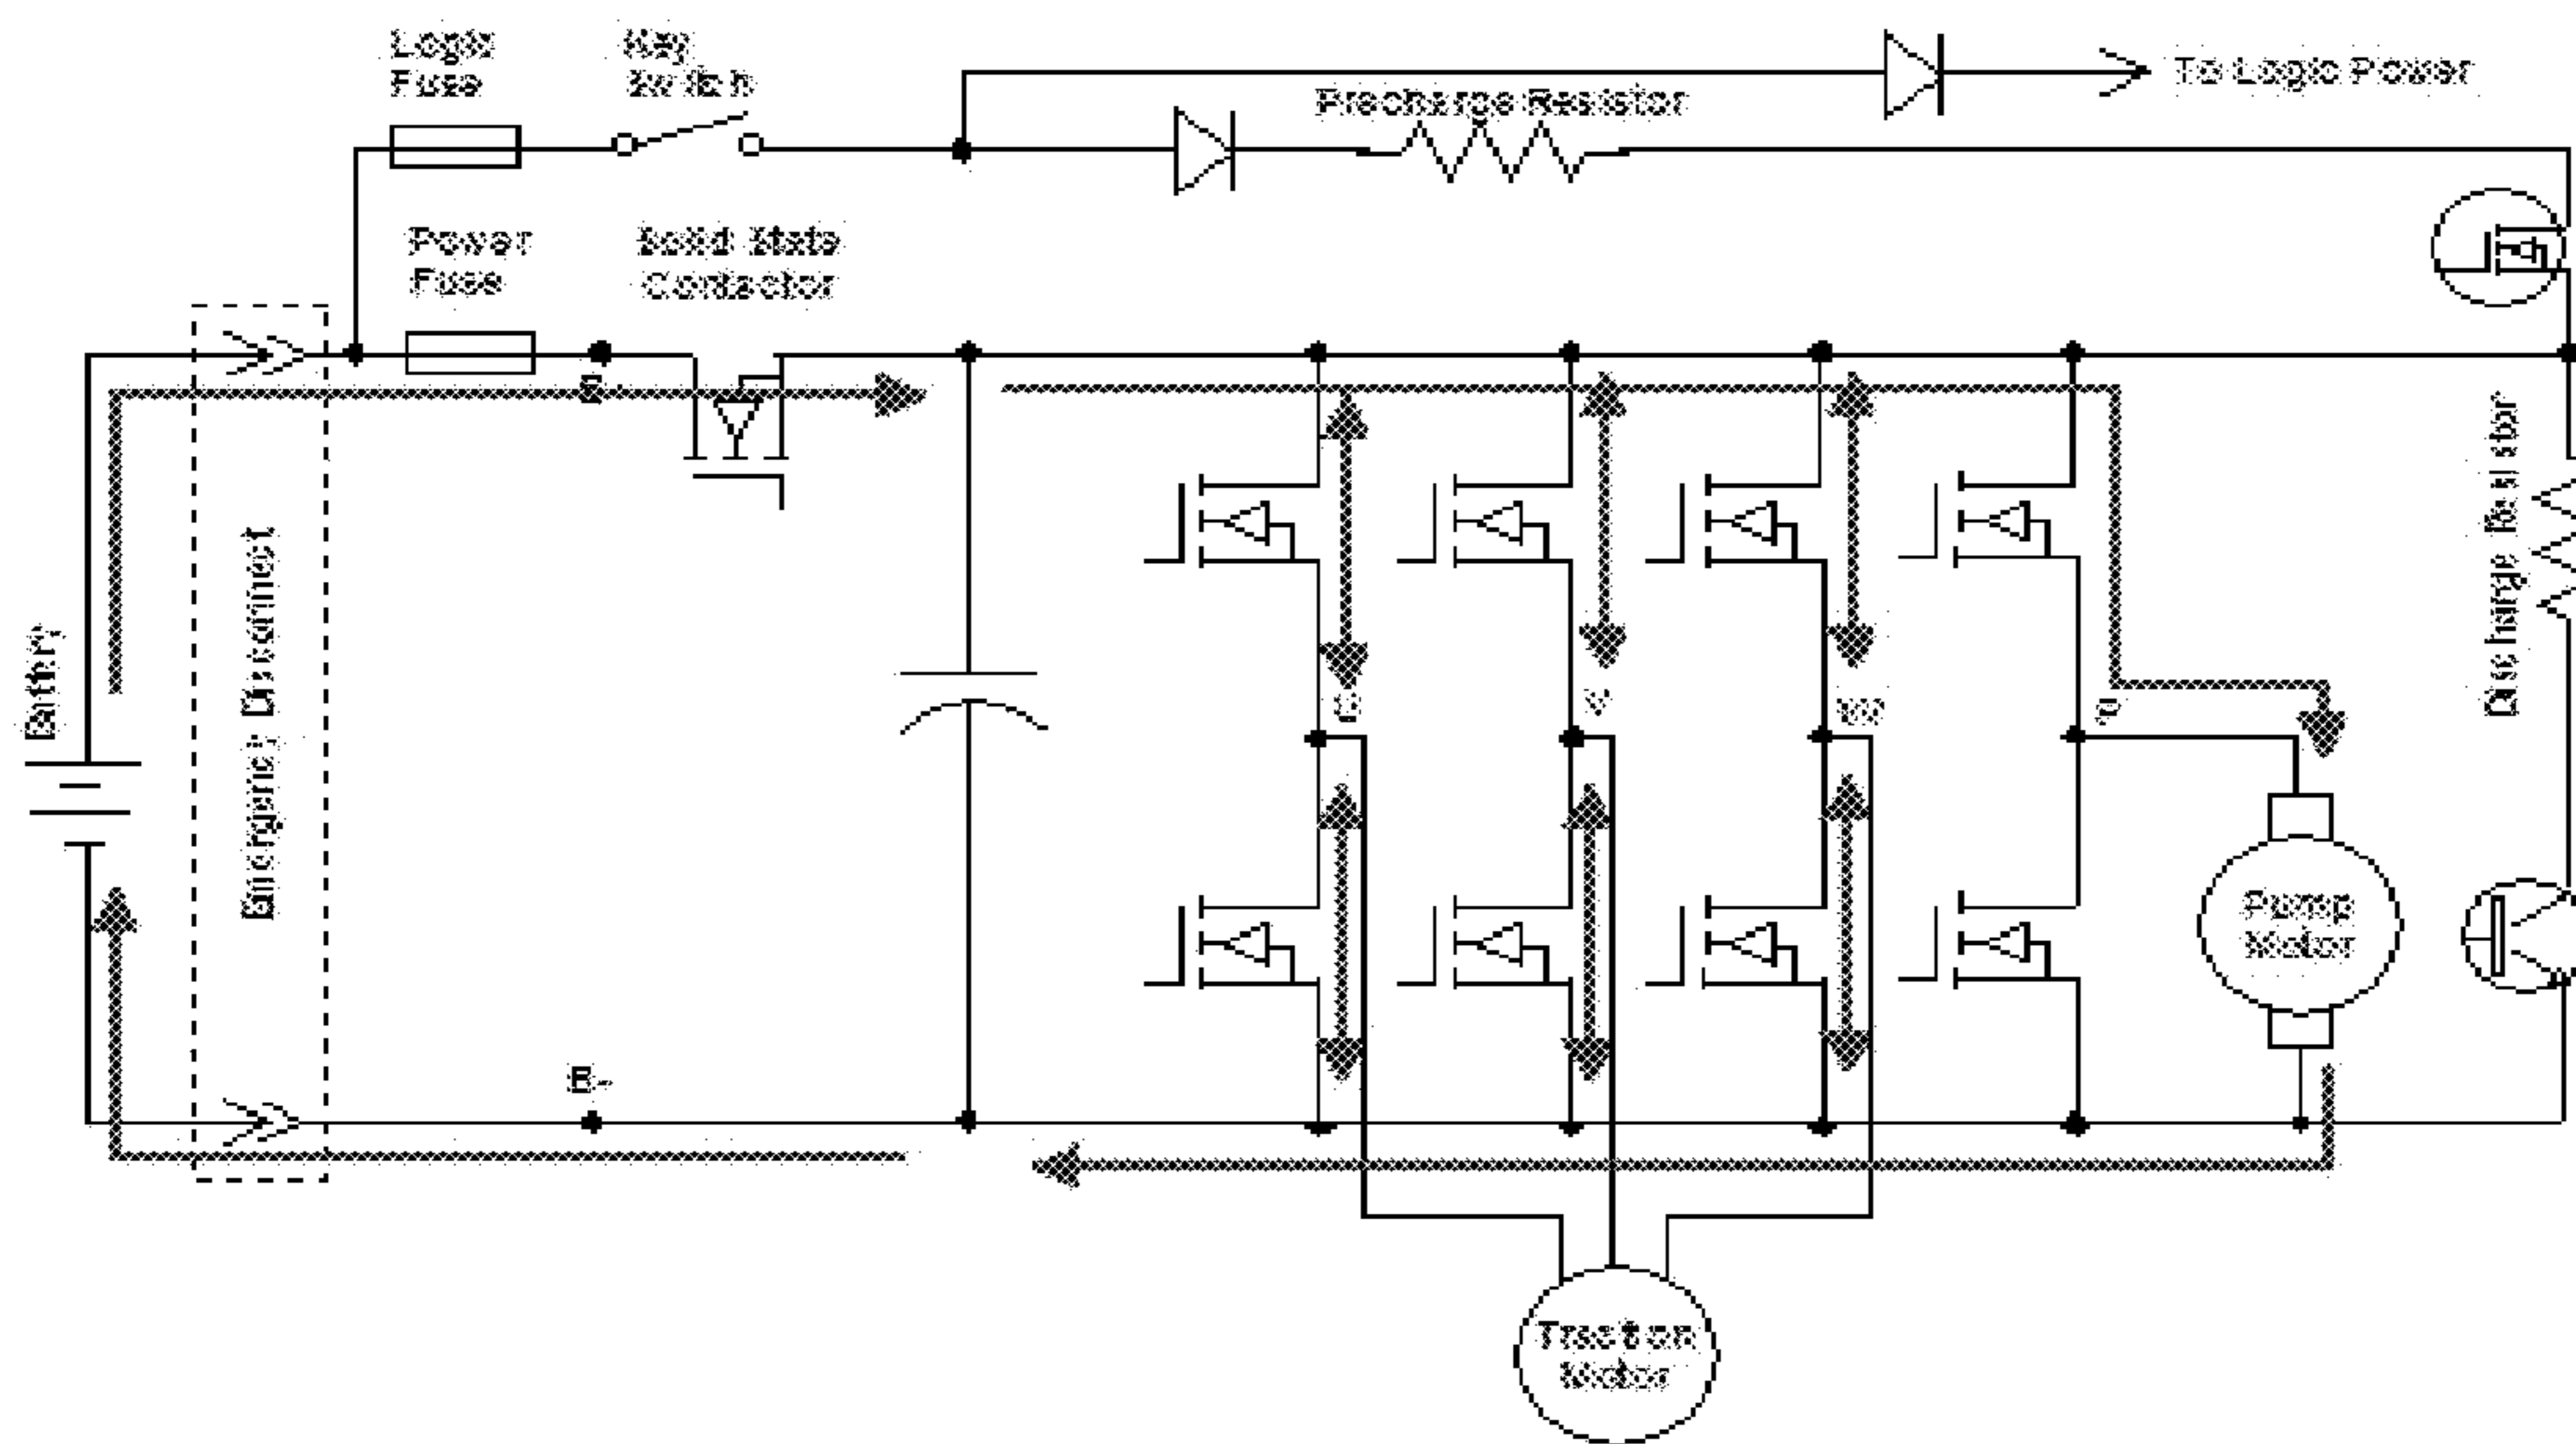 Logic
Fuse
Key
Switch
To Logic Power
Precharge Resistor
Power
Fuse
Solid State
Contactor
Battery
Emergency Disconnect
Discharge Resistor
U
V
W
P
Pump
Motor
B-
Traction
Motor